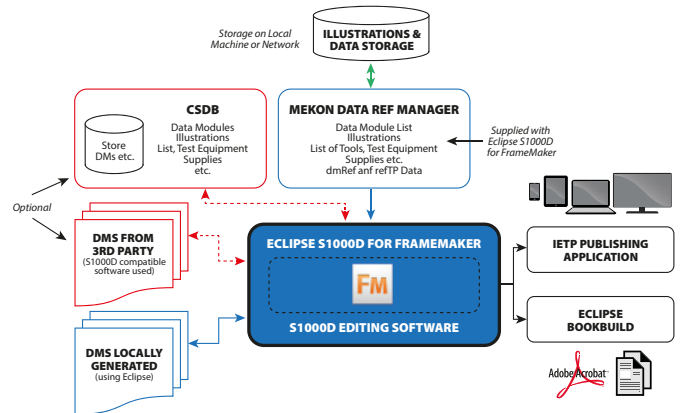 Storage on Local
Machine or Network
ILLUSTRATIONS &
DATA STORAGE
CSDB
Data Modules
Illustrations
List, Test Equipment
Supplies
etc.
Store
DMs etc.
MEKON DATA REF MANAGER
Data Module List
Illustrations
List of Tools, Test Equipment
Supplies etc.
dmRef anf refTP Data
Supplied with
Eclipse S1000D
for FrameMaker
Optional
DMS FROM
3RD PARTY
(S1000D compatible
software used)
ECLIPSE S1000D FOR FRAMEMAKER
FM
S1000D EDITING SOFTWARE
IETP PUBLISHING
APPLICATION
ECLIPSE
BOOKBUILD
DMS LOCALLY
GENERATED
(using Eclipse)
Adobe Acrobat